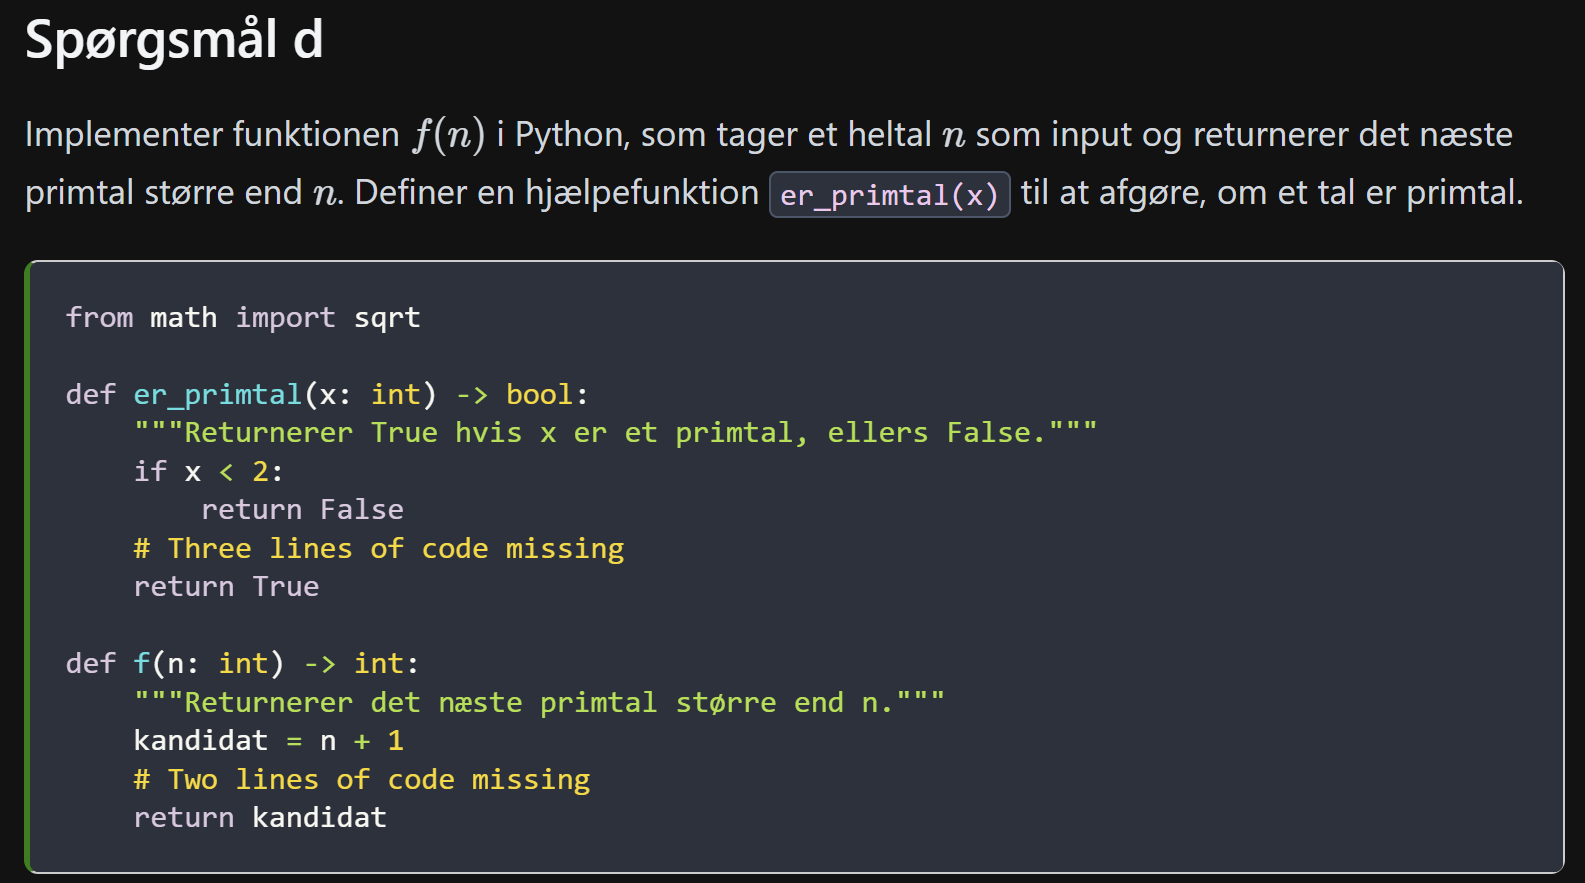 Spørgsmål d
Implementer funktionen f(n) i Python, som tager et heltal n som input og returnerer det næste
primtal større end n. Definer en hjælpefunktion er_primtal(x) til at afgøre, om et tal er primtal.
from math import sqrt
def er_primtal(x: int) -> bool:
    """Returnerer True hvis x er et primtal, ellers False."""
    if x < 2:
        return False
    # Three lines of code missing
    return True
def f(n: int) -> int:
    """Returnerer det næste primtal større end n."""
    kandidat = n + 1
    # Two lines of code missing
    return kandidat